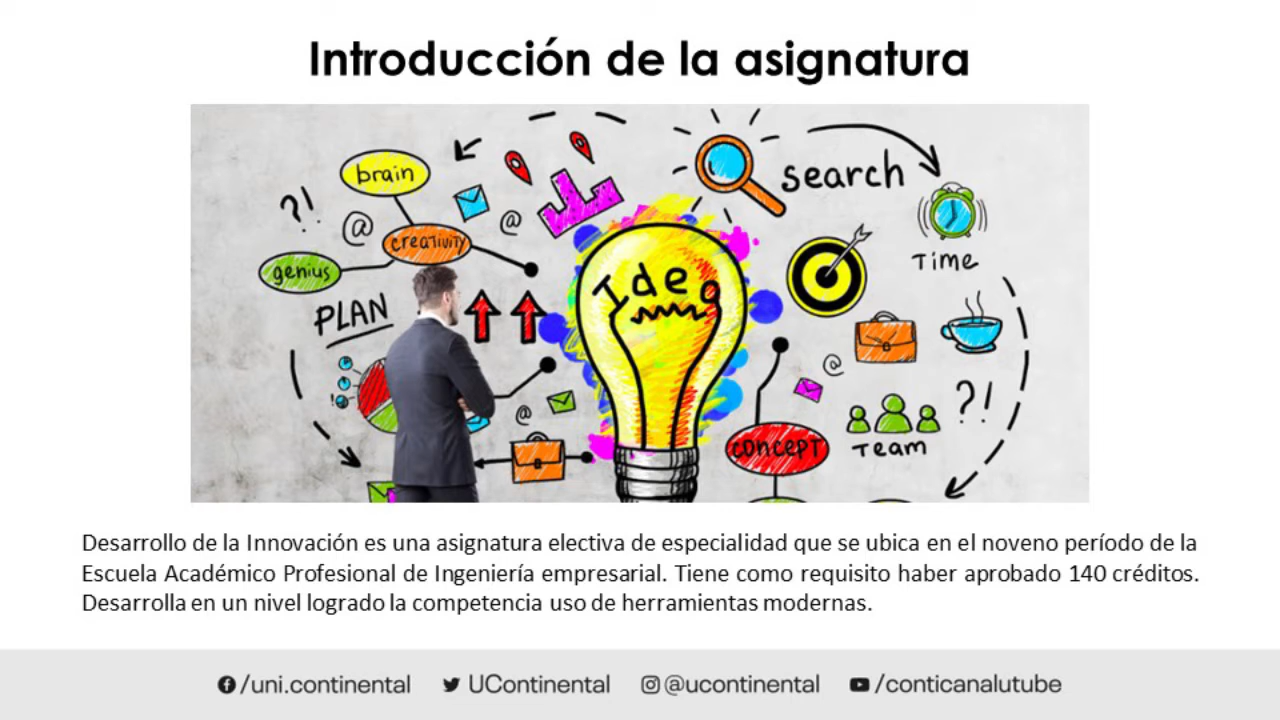 Introducción de la asignatura
brain
?!
@
@
creativity
genius
PLAN
search
Idea
Time
@
@
?!
concept
Team
Desarrollo de la Innovación es una asignatura electiva de especialidad que se ubica en el noveno período de la
Escuela Académico Profesional de Ingeniería empresarial. Tiene como requisito haber aprobado 140 créditos.
Desarrolla en un nivel logrado la competencia uso de herramientas modernas.
/uni.continental UContinental @ucontinental /conticanalutube